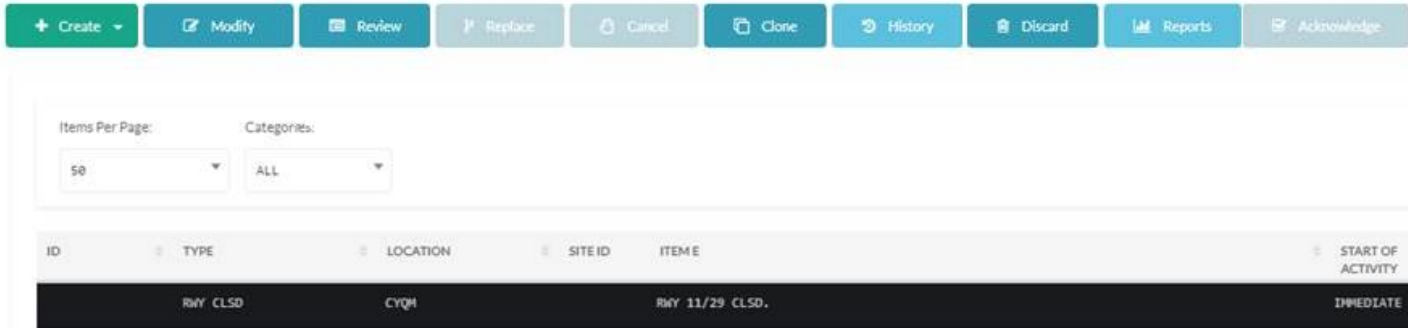 Create Modify Review Replace Cancel Clone History Discard Reports Acknowledge
Items Per Page: Categories:
50 ALL
ID TYPE LOCATION SITE ID ITEM E START OF
ACTIVITY
RWY CLSD CYQM RWY 11/29 CLSD. IMMEDIATE